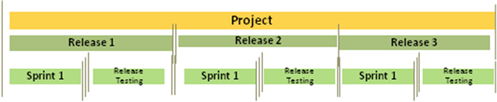 Project
Release 1 Release 2 Release 3
Sprint 1 Release Testing Sprint 1 Release Testing Sprint 1 Release Testing